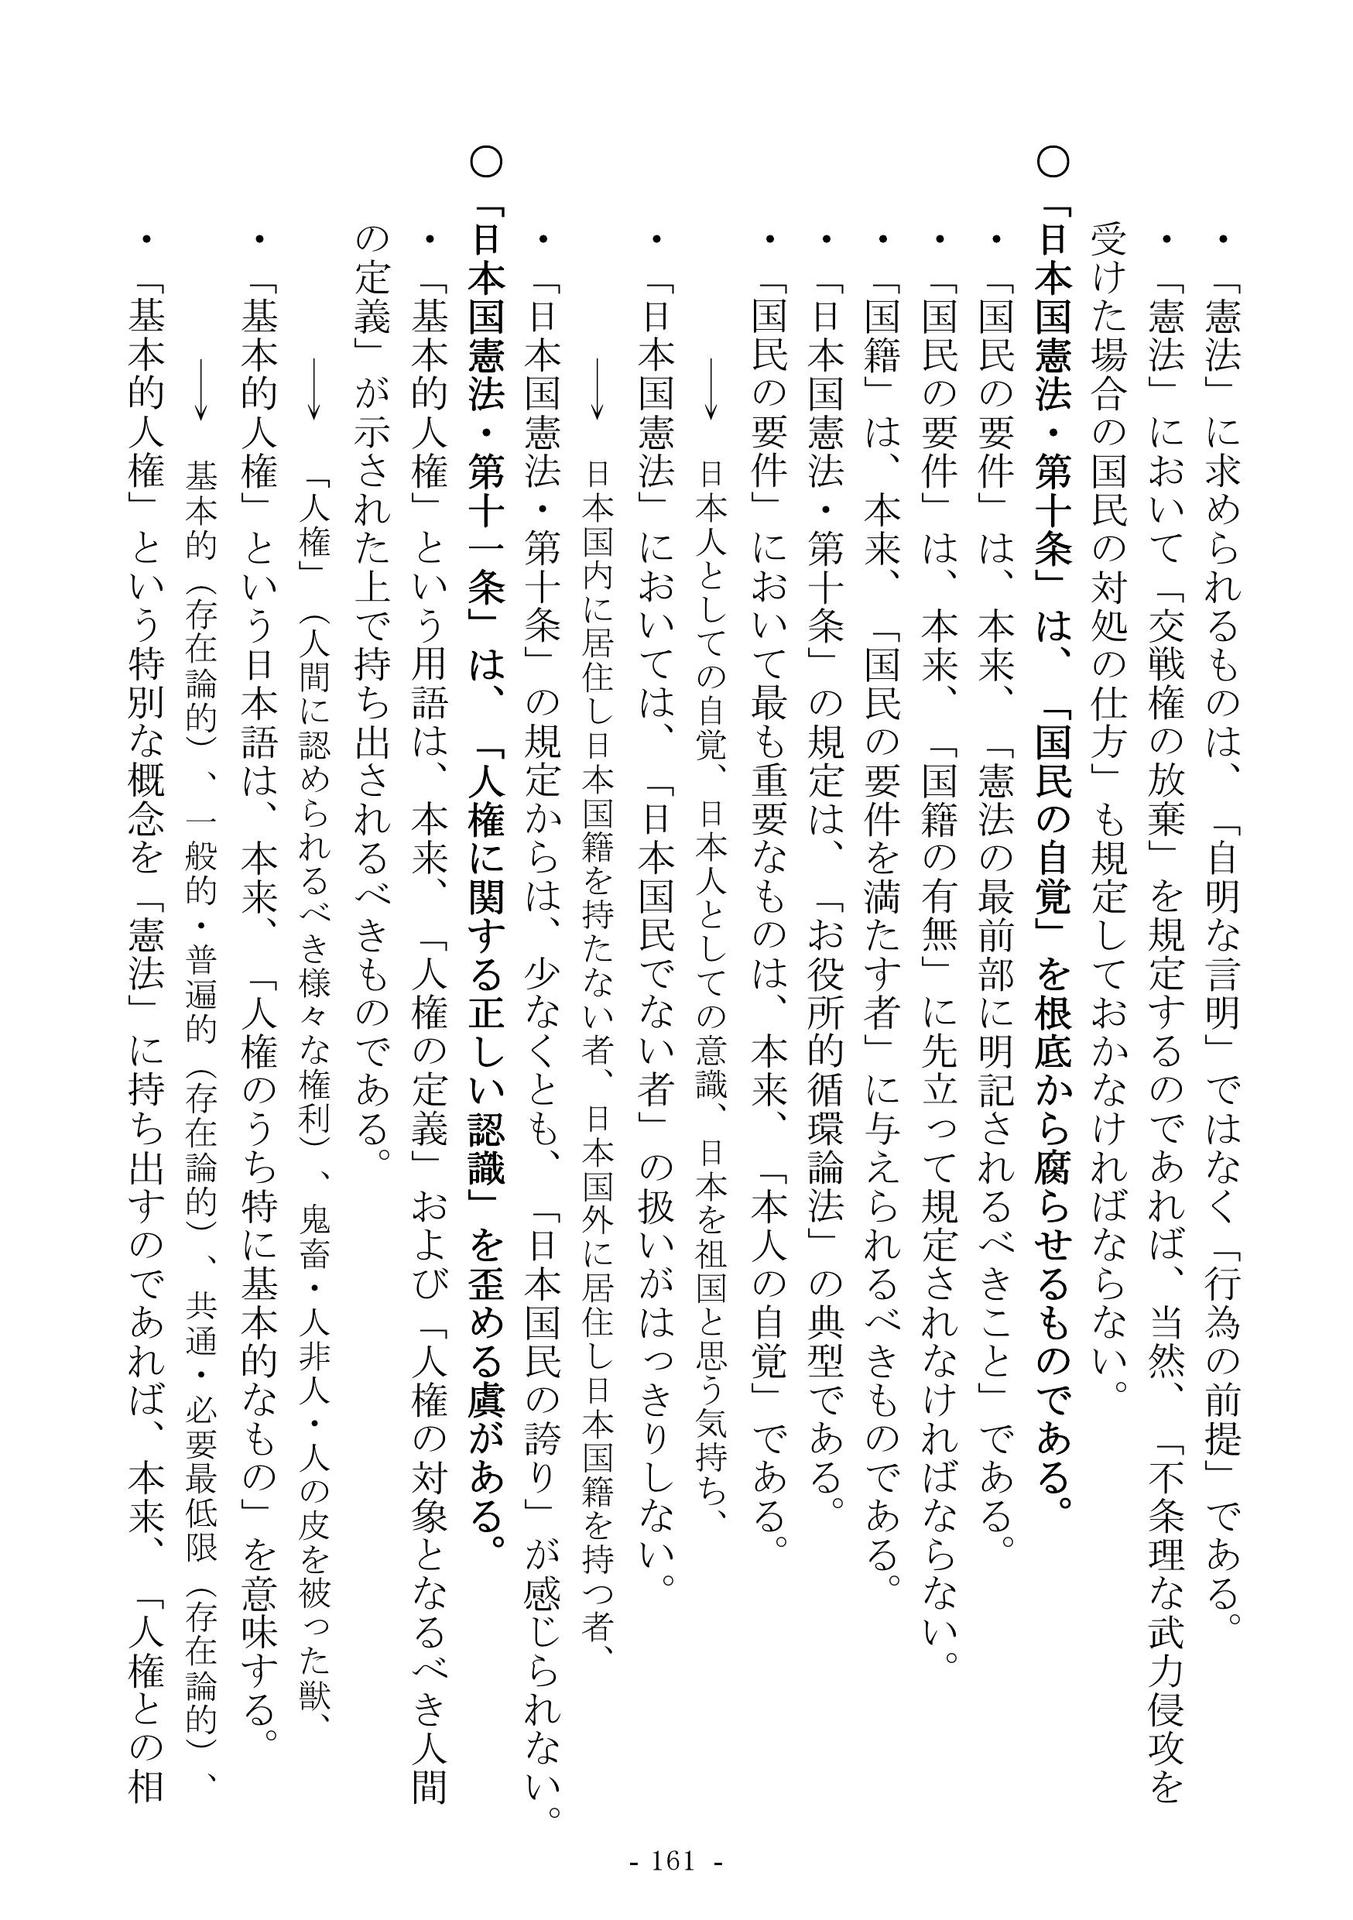 ・「憲法」に求められるものは、「自明な言明」ではなく「行為の前提」である。
・「憲法」において「交戦権の放棄」を規定するのであれば、当然、「不条理な武力侵攻を
受けた場合の国民の対処の仕方」も規定しておかなければならない。
○「日本国憲法・第十条」は、「国民の自覚」を根底から腐らせるものである。
・「国民の要件」は、本来、「憲法の最前部に明記されるべきこと」である。
・「国民の要件」は、本来、「国籍の有無」に先立って規定されなければならない。
・「国籍」は、本来、「国民の要件を満たす者」に与えられるべきものである。
・「日本国憲法・第十条」の規定は、「お役所的循環論法」の典型である。
・「国民の要件」において最も重要なものは、本来、「本人の自覚」である。
→ 日本人としての自覚、日本人としての意識、日本を祖国と思う気持ち、
・「日本国憲法」においては、「日本国民でない者」の扱いがはっきりしない。
→ 日本国内に居住し日本国籍を持たない者、日本国外に居住し日本国籍を持つ者、
・「日本国憲法・第十条」の規定からは、少なくとも、「日本国民の誇り」が感じられない。
○「日本国憲法・第十一条」は、「人権に関する正しい認識」を歪める虞がある。
・「基本的人権」という用語は、本来、「人権の定義」および「人権の対象となるべき人間
の定義」が示された上で持ち出されるべきものである。
→ 「人権」（人間に認められるべき様々な権利）、鬼畜・人非人・人の皮を被った獣、
・「基本的人権」という日本語は、本来、「人権のうち特に基本的なもの」を意味する。
→ 基本的（存在論的）、一般的・普遍的（存在論的）、共通・必要最低限（存在論的）、
・「基本的人権」という特別な概念を「憲法」に持ち出すのであれば、本来、「人権との相
- 161 -